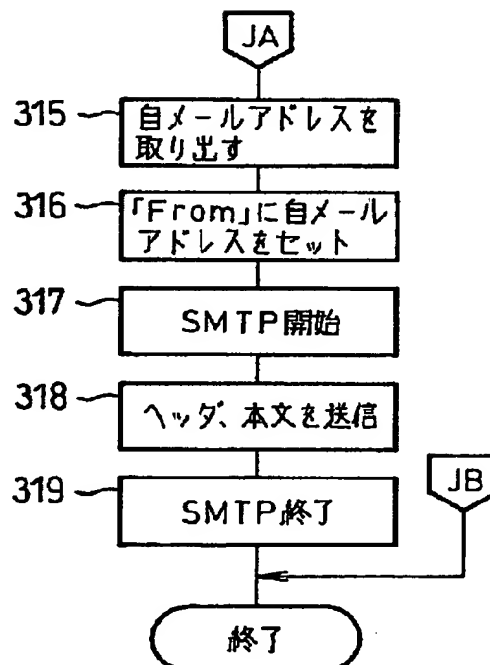 JA
315
自メールアドレスを
取り出す
316
「From」に自メール
アドレスをセット
317
SMTP開始
318
ヘッダ、本文を送信
319
SMTP終了
JB
終了